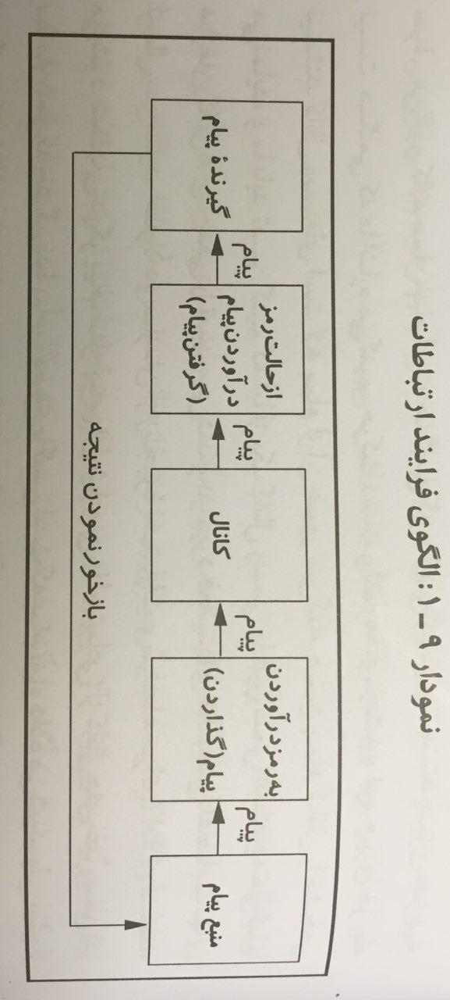 نمودار ۹ – ۱ : الگوی فرایند ارتباطات
منبع پیام
پیام
به رمز درآوردن
پیام (گذاردن)
پیام
کانال
پیام
از حالت رمز
درآوردن پیام
(گرفتن پیام)
پیام
گیرندهٔ پیام
بازخور نمودن نتیجه